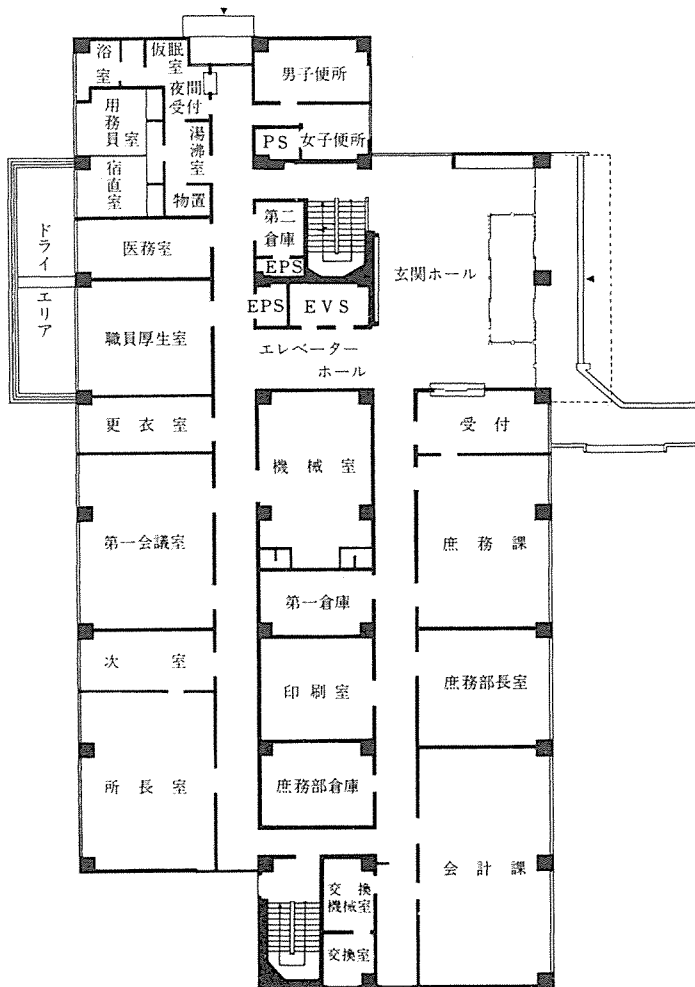 浴室
仮眠室
夜間受付
男子便所
用務員室
湯沸室
PS
女子便所
宿直室
物置
第二倉庫
医務室
EPS
玄関ホール
ドライエリア
EPS
EVS
職員厚生室
エレベーター
ホール
更衣室
受付
機械室
第一会議室
庶務課
第一倉庫
次室
印刷室
庶務部長室
所長室
庶務部倉庫
会計課
交換
機械室
交換室